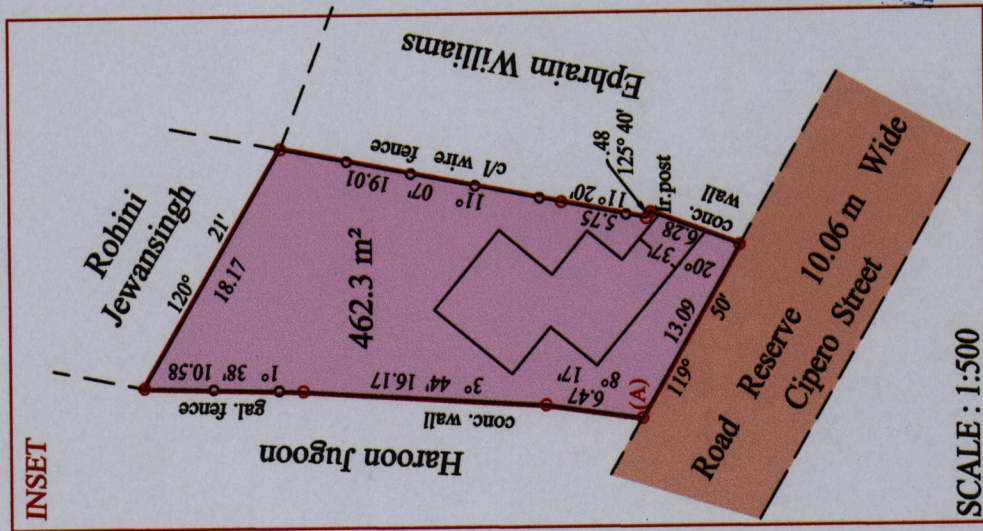 INSET
Rohini
Jewansingh
Ephraim Williams
120° 21'
18.17
10.58
1° 38'
gal. fence
462.3 m²
19.01
11° 07'
c/l wire fence
3° 44' 16.17
conc. wall
Haroon Jugoon
5.75
11° 20'
.48
125° 40'
Ir.post
6.47
8° 17'
6.28
20° 37'
conc.
wall
(A)
13.09
119° 50'
Road Reserve 10.06 m Wide
Cipero Street
SCALE : 1:500